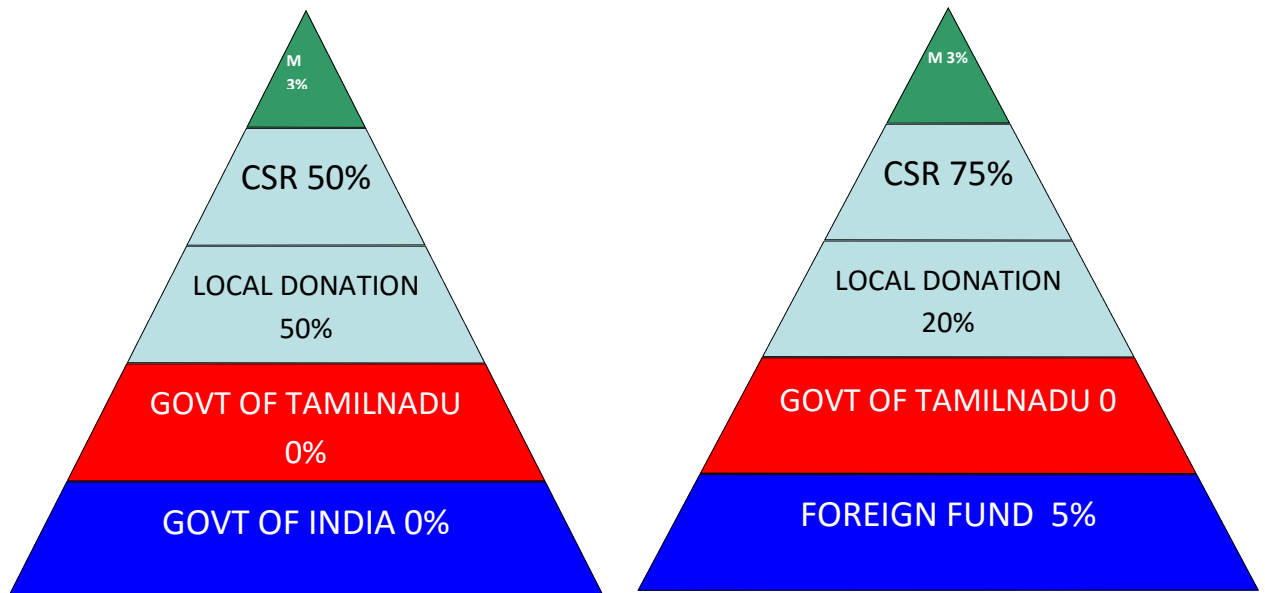 M
3%
CSR 50%
LOCAL DONATION
50%
GOVT OF TAMILNADU
0%
GOVT OF INDIA 0%
M 3%
CSR 75%
LOCAL DONATION
20%
GOVT OF TAMILNADU 0
FOREIGN FUND 5%